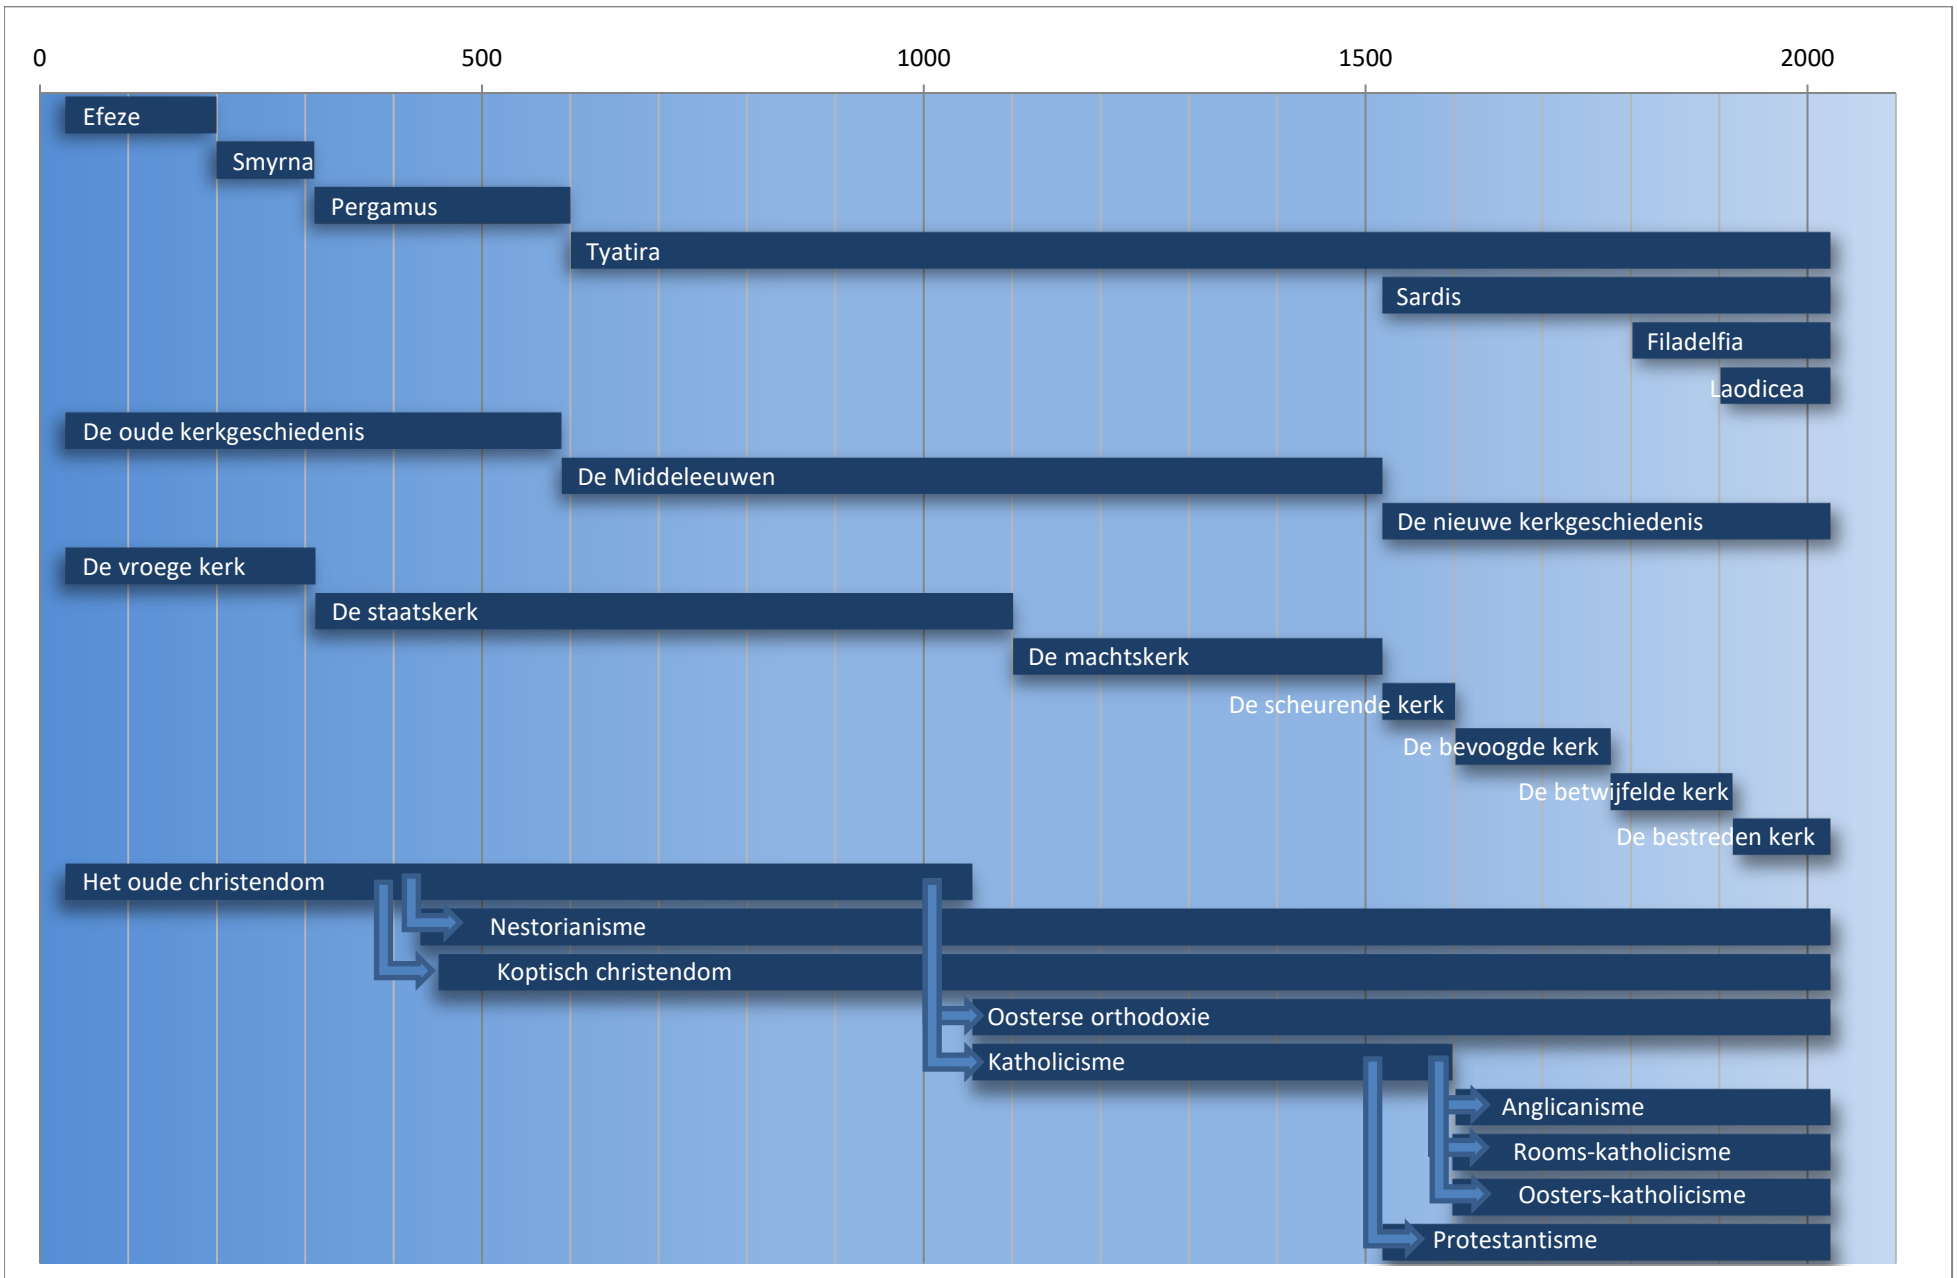 0 500 1000 1500 2000
Efeze
Smyrna
Pergamus
Tyatira
Sardis
Filadelfia
Laodicea
De oude kerkgeschiedenis
De Middeleeuwen
De nieuwe kerkgeschiedenis
De vroege kerk
De staatskerk
De machtskerk
De scheurende kerk
De bevoogde kerk
De betwijfelde kerk
De bestreden kerk
Het oude christendom
Nestorianisme
Koptisch christendom
Oosterse orthodoxie
Katholicisme
Anglicanisme
Rooms-katholicisme
Oosters-katholicisme
Protestantisme